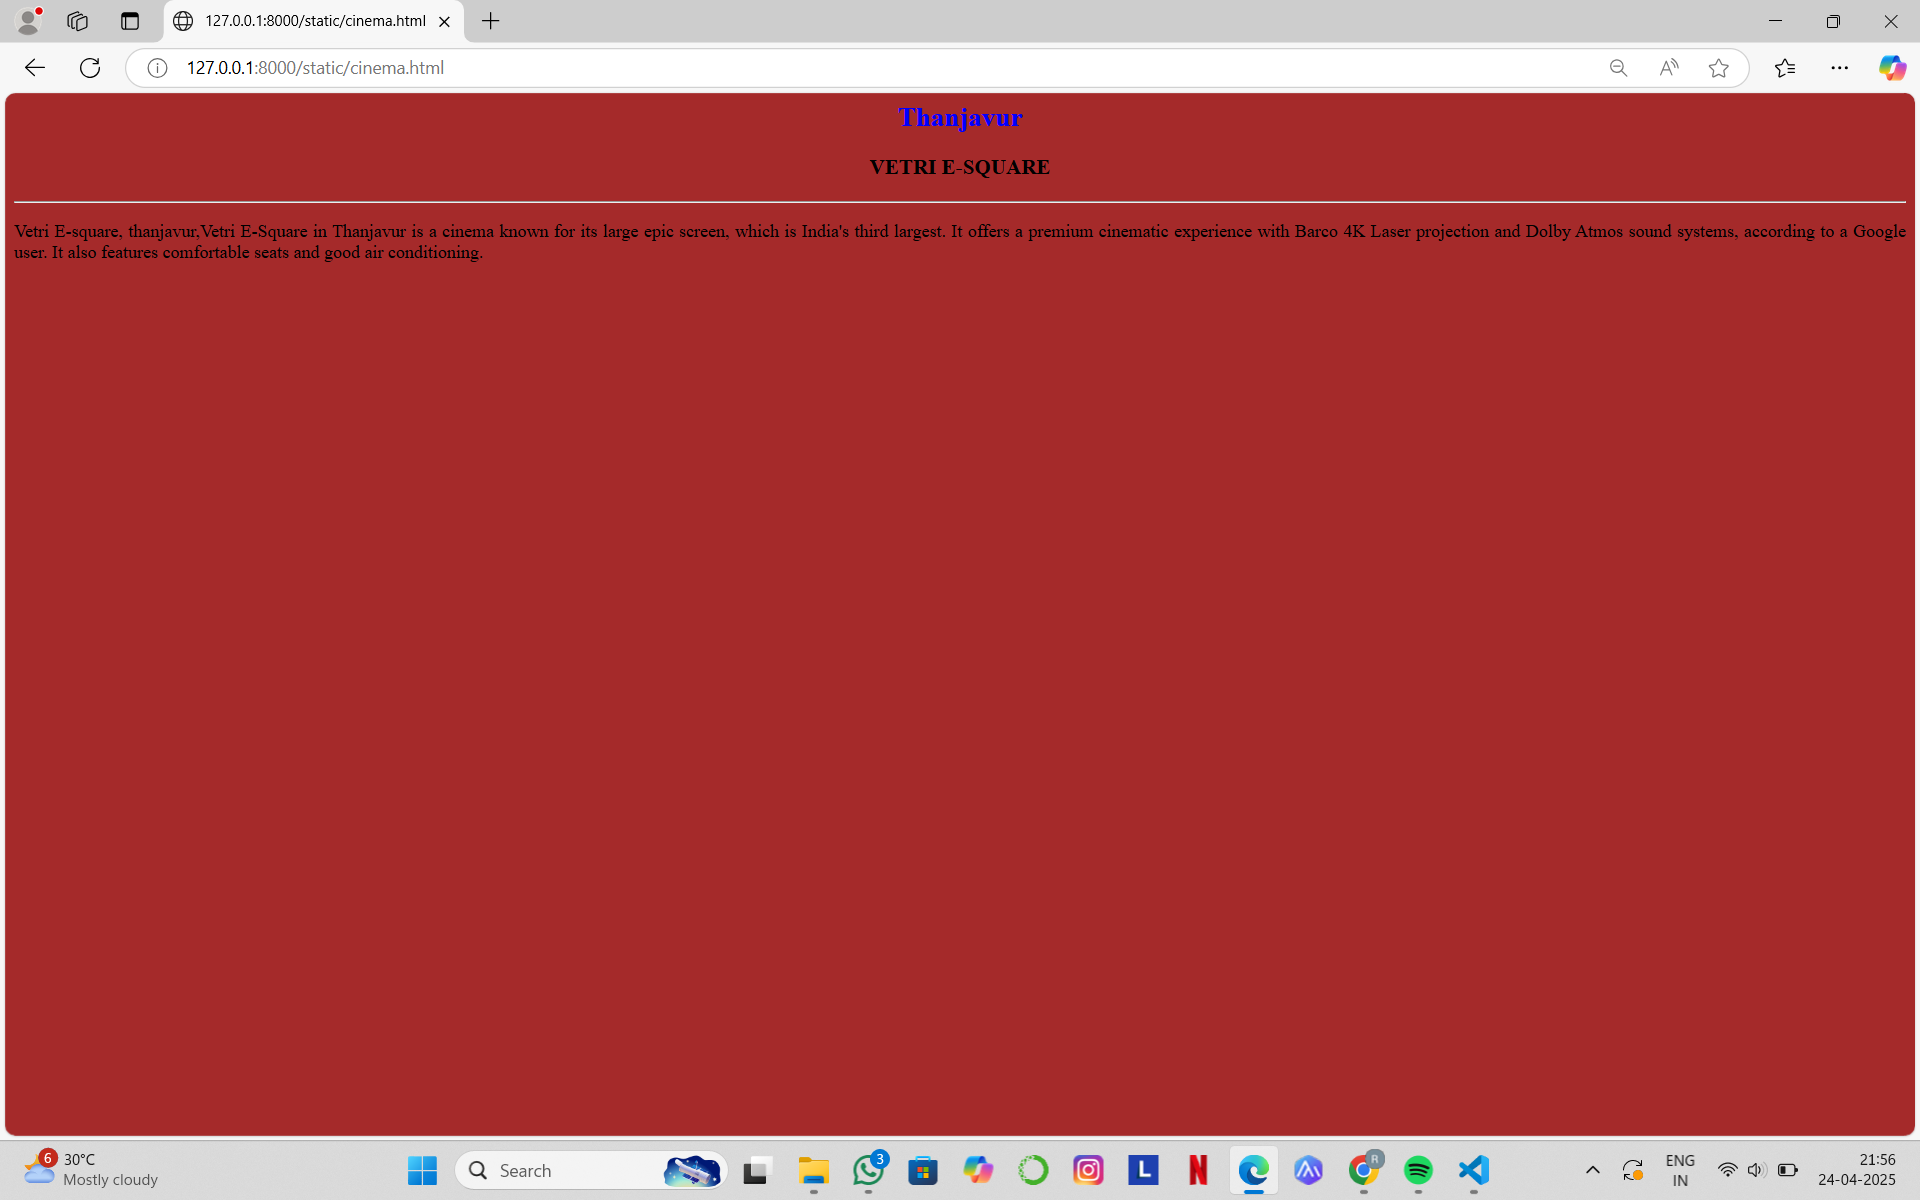 127.0.0.1:8000/static/cinema.html
127.0.0.1:8000/static/cinema.html
Thanjavur
VETRI E-SQUARE
Vetri E-square, thanjavur,Vetri E-Square in Thanjavur is a cinema known for its large epic screen, which is India's third largest. It offers a premium cinematic experience with Barco 4K Laser projection and Dolby Atmos sound systems, according to a Google
user. It also features comfortable seats and good air conditioning.
6
30°C
Mostly cloudy
Search
3
L
N
R
ENG
IN
21:56
24-04-2025